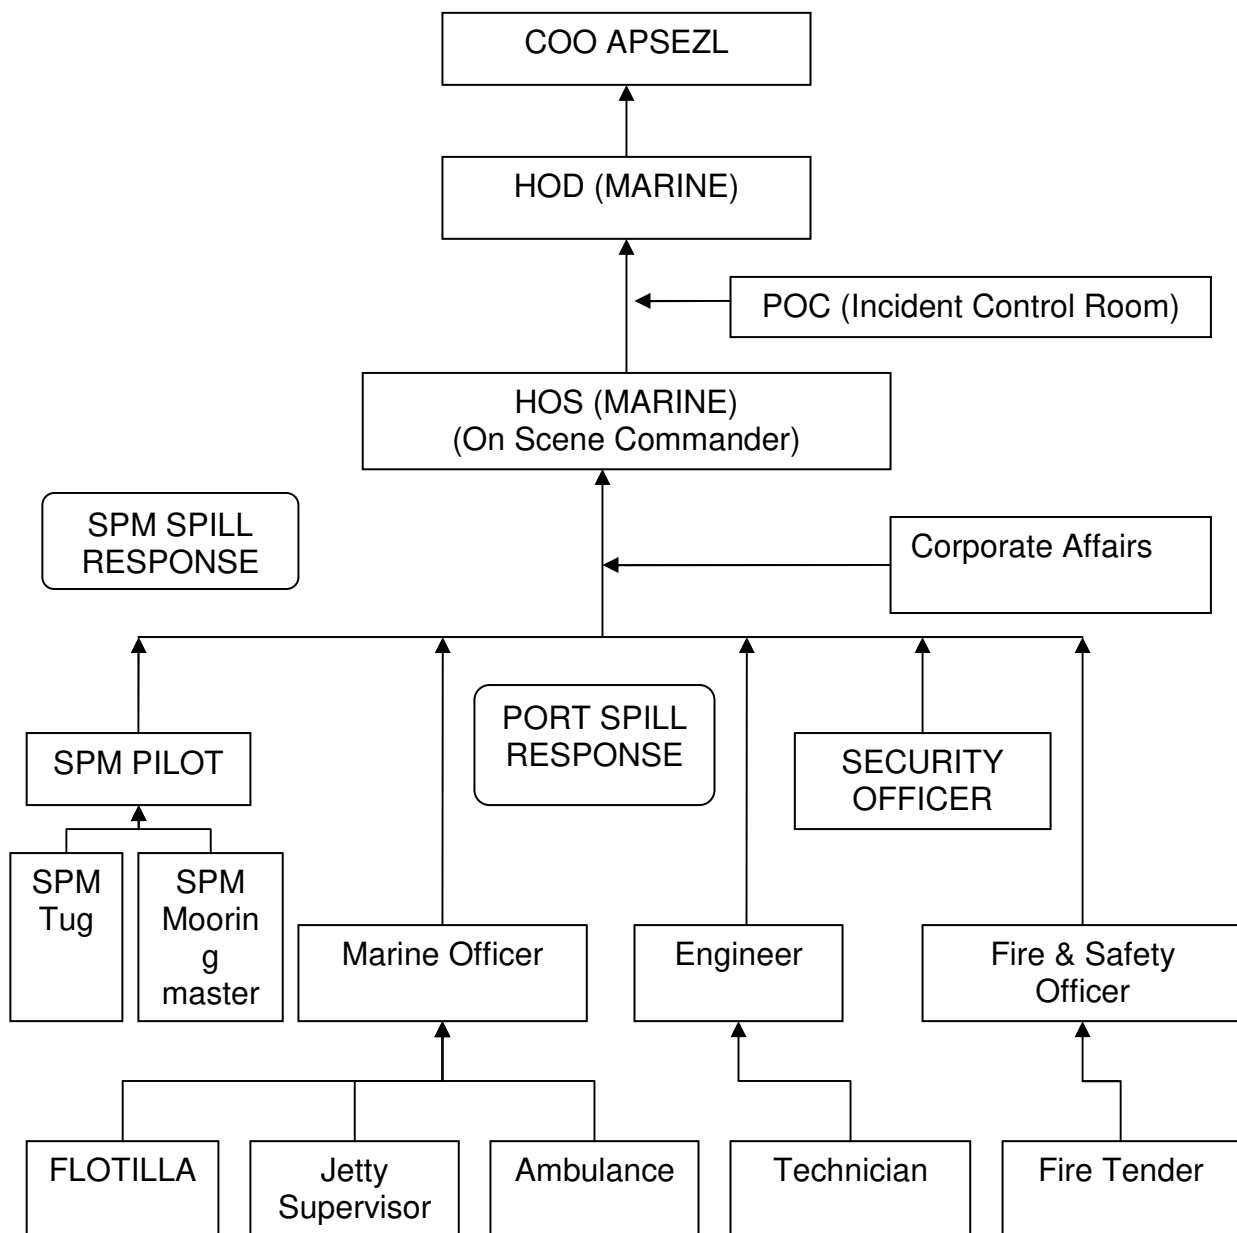 COO APSEZL
HOD (MARINE)
POC (Incident Control Room)
HOS (MARINE)
(On Scene Commander)
SPM SPILL
RESPONSE
Corporate Affairs
PORT SPILL
RESPONSE
SPM PILOT
SECURITY
OFFICER
SPM
Tug
SPM
Moorin
g
master
Marine Officer
Engineer
Fire & Safety
Officer
FLOTILLA
Jetty
Supervisor
Ambulance
Technician
Fire Tender